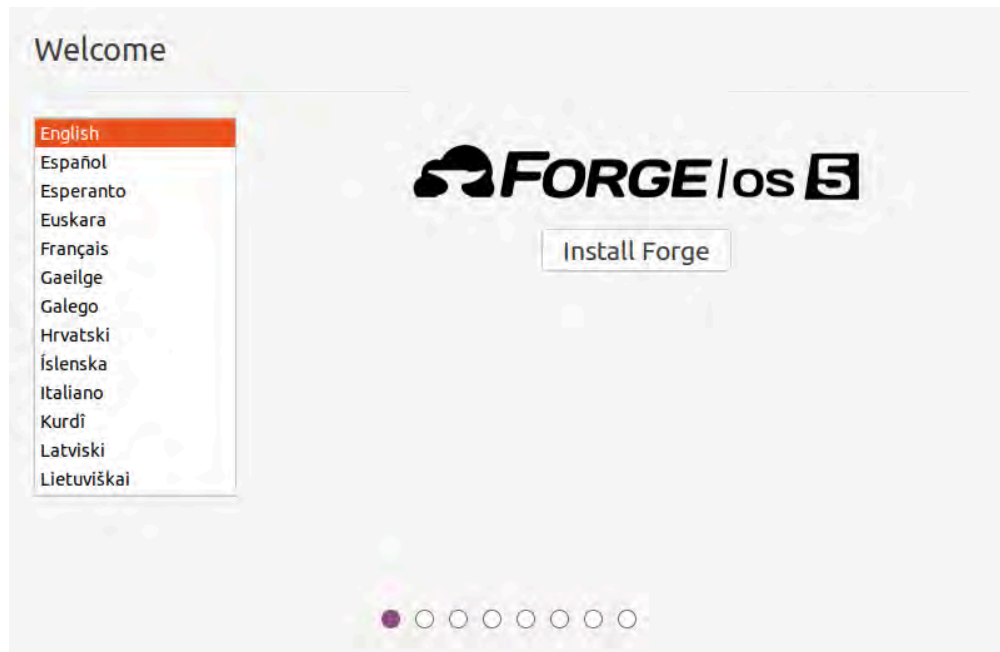 Welcome
English
Español
Esperanto
Euskara
Français
Gaeilge
Galego
Hrvatski
Íslenska
Italiano
Kurdî
Latviski
Lietuviškai
FORGE/os 5
Install Forge